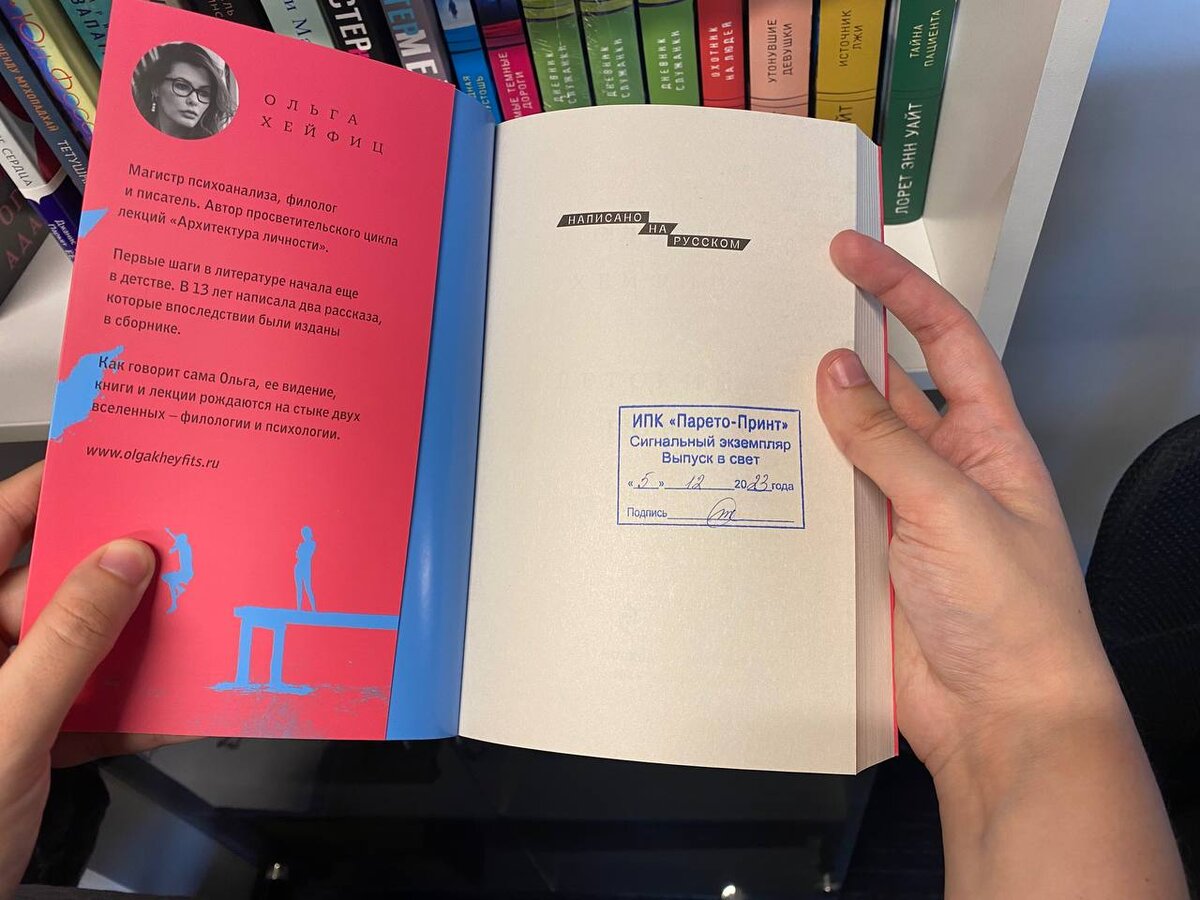 ОЛЬГА
ХЕЙФИЦ
Магистр психоанализа, филолог
и писатель. Автор просветительского цикла
лекций «Архитектура личности».
Первые шаги в литературе начала еще
в детстве. В 13 лет написала два рассказа,
которые впоследствии были изданы
в сборнике.
Как говорит сама Ольга, ее видение,
книги и лекции рождаются на стыке двух
вселенных – филологии и психологии.
www.olgakheyfits.ru
НАПИСАНО
НА
РУССКОМ
ИПК «Парето-Принт»
Сигнальный экземпляр
Выпуск в свет
«5» 12 2023 года
Подпись
ТЕМНЫЕ
ДОРОГИ
ДНЕВНИК
СЛУЖАНКИ
ДНЕВНИК
СЛУЖАНКИ
ДНЕВНИК
СЛУЖАНКИ
ОХОТНИК
НА ЛЮДЕЙ
УТОНУВШИЕ
ДЕВУШКИ
ИСТОЧНИК
ЛЖИ
ТАЙНА
ПАЦИЕНТА
ЛОРЕТ ЭНН УАЙТ